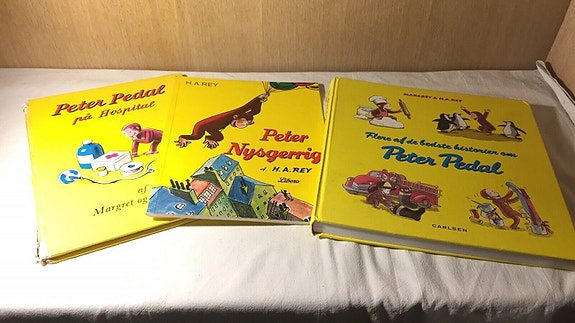 Peter Pedal
på Hospital
af
Margret og
H.A.REY
Peter
Nysgerrig
af H.A.REY
Libero
MARGRET & H.A.REY
Flere af de bedste historier om
Peter Pedal
CARLSEN